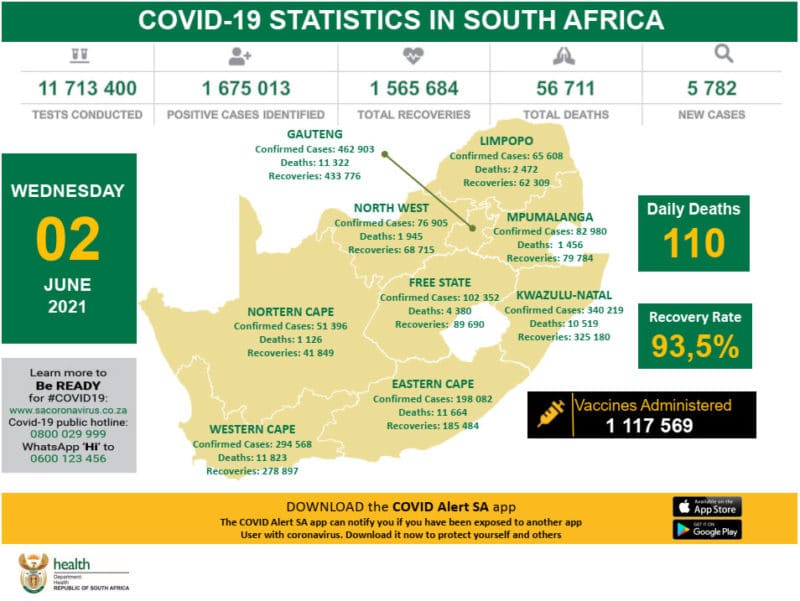 COVID-19 STATISTICS IN SOUTH AFRICA
11 713 400
TESTS CONDUCTED
1 675 013
POSITIVE CASES IDENTIFIED
1 565 684
TOTAL RECOVERIES
56 711
TOTAL DEATHS
5 782
NEW CASES
WEDNESDAY
02
JUNE
2021
Learn more to
Be READY
for #COVID19:
www.sacoronavirus.co.za
Covid-19 public hotline:
0800 029 999
WhatsApp 'Hi' to
0600 123 456
GAUTENG
Confirmed Cases: 462 903
Deaths: 11 322
Recoveries: 433 776
LIMPOPO
Confirmed Cases: 65 608
Deaths: 2 472
Recoveries: 62 309
NORTH WEST
Confirmed Cases: 76 905
Deaths: 1 945
Recoveries: 68 715
MPUMALANGA
Confirmed Cases: 82 980
Deaths: 1 456
Recoveries: 79 784
FREE STATE
Confirmed Cases: 102 352
Deaths: 4 380
Recoveries: 89 690
KWAZULU-NATAL
Confirmed Cases: 340 219
Deaths: 10 519
Recoveries: 325 180
NORTERN CAPE
Confirmed Cases: 51 396
Deaths: 1 126
Recoveries: 41 849
EASTERN CAPE
Confirmed Cases: 198 082
Deaths: 11 664
Recoveries: 185 484
WESTERN CAPE
Confirmed Cases: 294 568
Deaths: 11 823
Recoveries: 278 897
Daily Deaths
110
Recovery Rate
93,5%
Vaccines Administered
1 117 569
DOWNLOAD the COVID Alert SA app
The COVID Alert SA app can notify you if you have been exposed to another app
User with coronavirus. Download it now to protect yourself and others
Available on the
App Store
GET IT ON
Google Play
health
Department:
Health
REPUBLIC OF SOUTH AFRICA